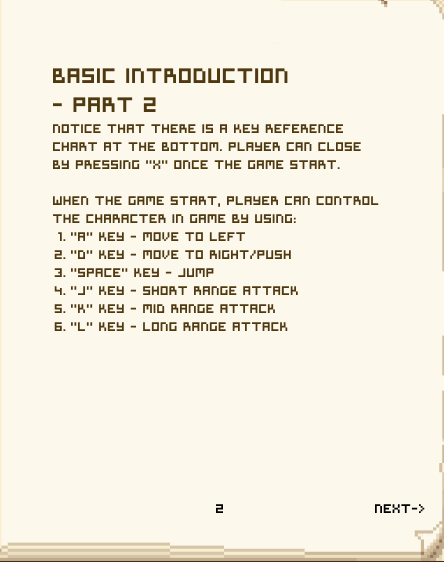 BASIC INTRODUCTION
- PART 2
NOTICE THAT THERE IS A KEY REFERENCE
CHART AT THE BOTTOM. PLAYER CAN CLOSE
BY PRESSING "X" ONCE THE GAME START.
WHEN THE GAME START, PLAYER CAN CONTROL
THE CHARACTER IN GAME BY USING:
1. "A" KEY - MOVE TO LEFT
2. "D" KEY - MOVE TO RIGHT/PUSH
3. "SPACE" KEY - JUMP
4. "J" KEY - SHORT RANGE ATTACK
5. "K" KEY - MID RANGE ATTACK
6. "L" KEY - LONG RANGE ATTACK
2
NEXT->